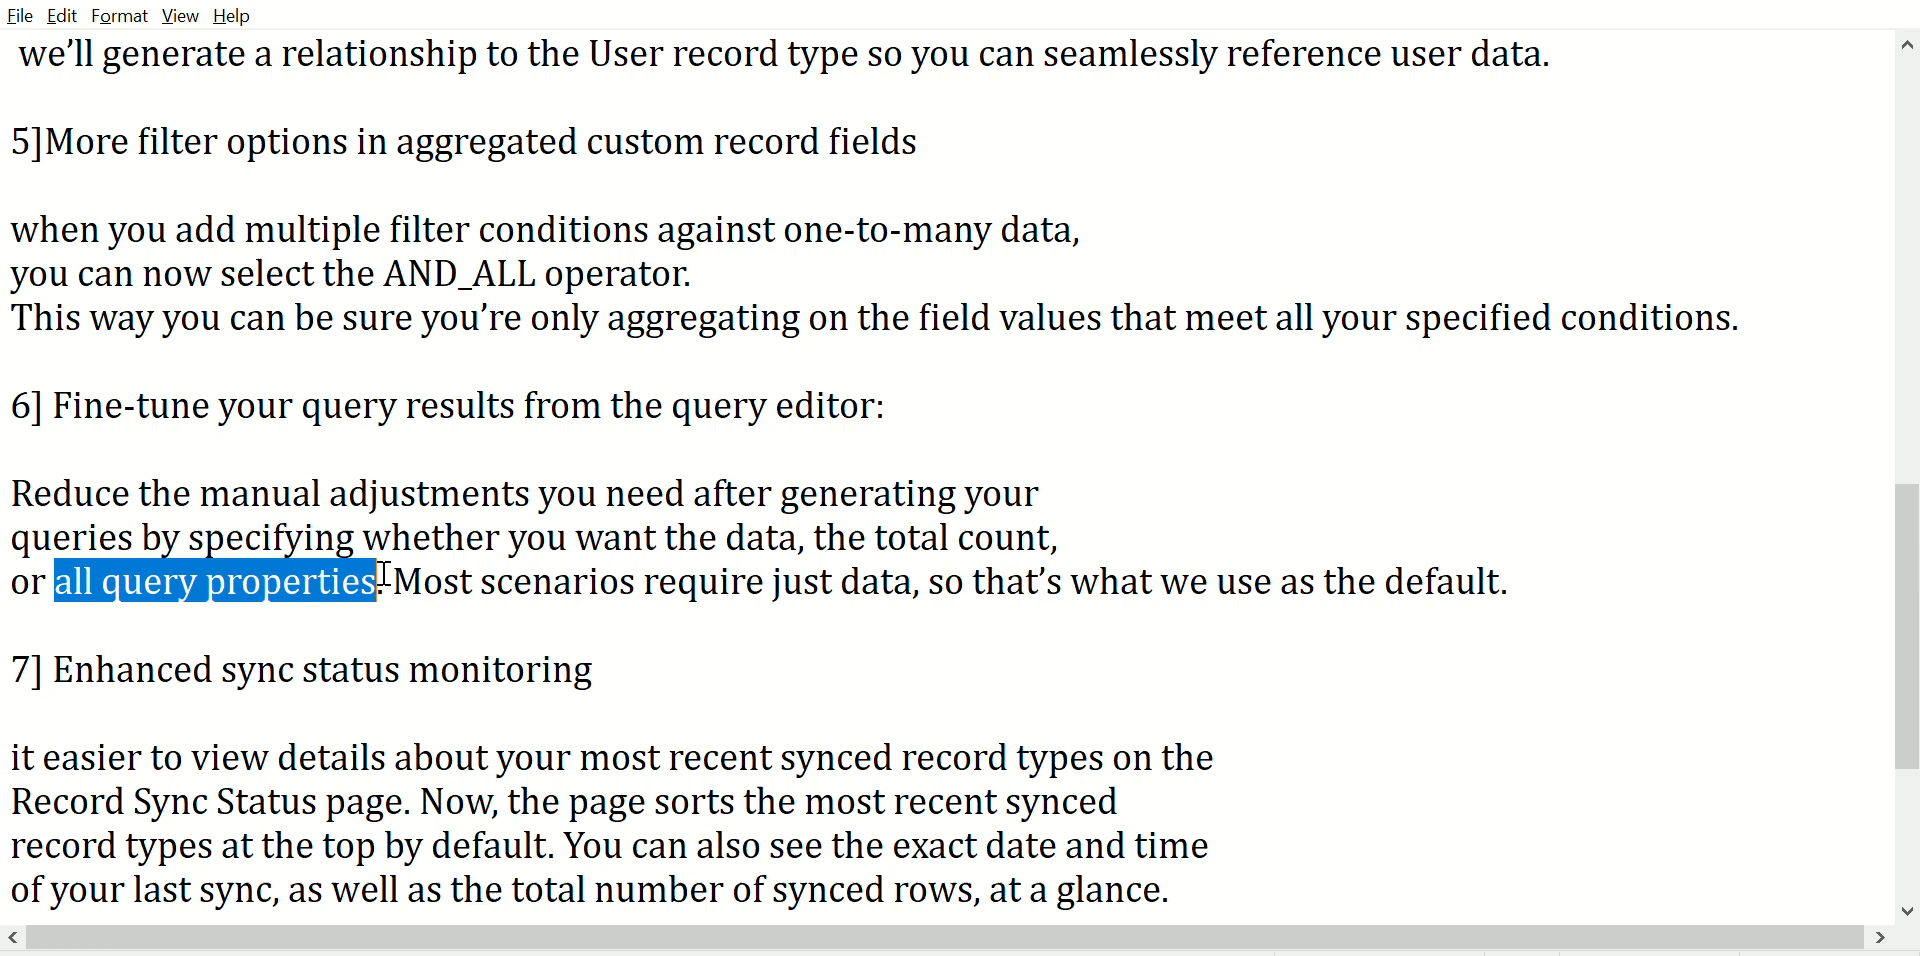 File Edit Format View Help
we’ll generate a relationship to the User record type so you can seamlessly reference user data.
5]More filter options in aggregated custom record fields
when you add multiple filter conditions against one-to-many data,
you can now select the AND_ALL operator.
This way you can be sure you’re only aggregating on the field values that meet all your specified conditions.
6] Fine-tune your query results from the query editor:
Reduce the manual adjustments you need after generating your
queries by specifying whether you want the data, the total count,
or all query properties. Most scenarios require just data, so that’s what we use as the default.
7] Enhanced sync status monitoring
it easier to view details about your most recent synced record types on the
Record Sync Status page. Now, the page sorts the most recent synced
record types at the top by default. You can also see the exact date and time
of your last sync, as well as the total number of synced rows, at a glance.